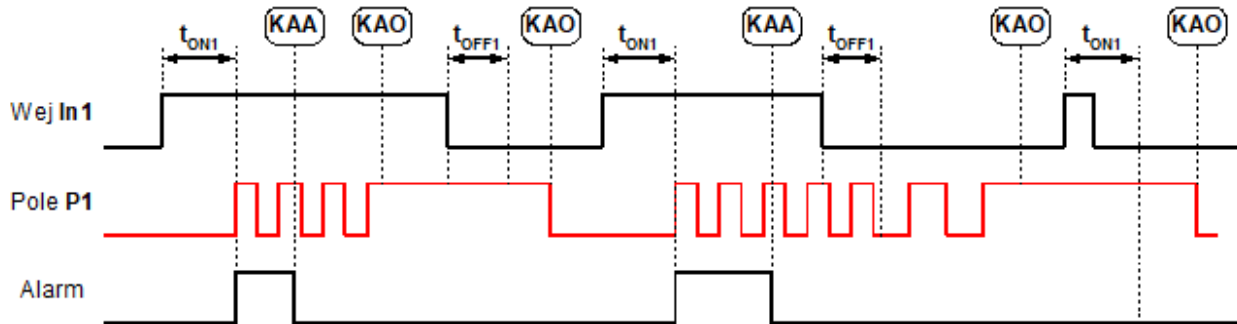 KAA KAO KAO KAA KAO KAO
tON1 tOFF1 tON1 tOFF1 tON1
Wej In1
Pole P1
Alarm